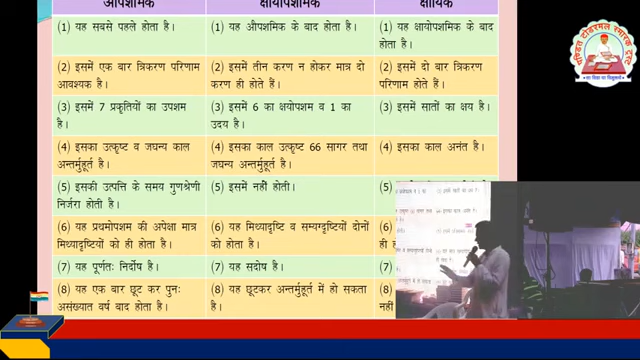 औपशमिक
क्षायोपशमिक
क्षायिक
(1) यह सबसे पहले होता है।
(1) यह औपशमिक के बाद होता है।
(1) यह क्षायोपशमिक के बाद
होता है।
(2) इसमें एक बार त्रिकरण परिणाम
आवश्यक है।
(2) इसमें तीन करण न होकर मात्र दो
करण ही होते हैं।
(2) इसमें दो बार त्रिकरण
परिणाम होते हैं।
(3) इसमें 7 प्रकृतियों का उपशम
है।
(3) इसमें 6 का क्षयोपशम व 1 का
उदय है।
(3) इसमें सातों का क्षय है।
(4) इसका उत्कृष्ट व जघन्य काल
अन्तर्मुहूर्त है।
(4) इसका काल उत्कृष्ट 66 सागर तथा
जघन्य अन्तर्मुहूर्त है।
(4) इसका काल अनंत है।
(5) इसकी उत्पत्ति के समय गुणश्रेणी
निर्जरा होती है।
(5) इसमें नहीं होती।
(5)
(6) यह प्रथमोपशम की अपेक्षा मात्र
मिथ्यादृष्टियों को ही होता है।
(6) यह मिथ्यादृष्टि व सम्यग्दृष्टियों दोनों
को होता है।
(6)
ही ह
(7) यह पूर्णतः निर्दोष है।
(7) यह सदोष है।
(7)
(8) यह एक बार छूट कर पुनः
असंख्यात वर्ष बाद होता है।
(8) यह छूटकर अन्तर्मुहूर्त में हो सकता
है।
(8)
नहीं
पण्डित टोडरमल स्मारक ट्रस्ट